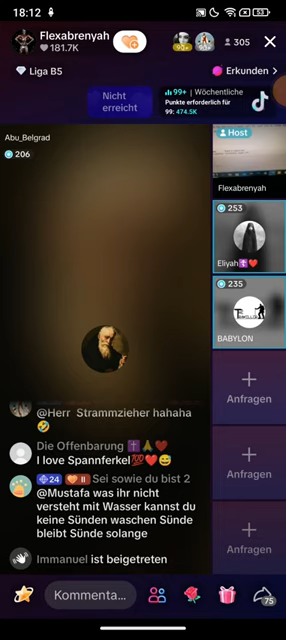 18:12
53
Flexabrenyah
181.7K
305
Liga B5
Erkunden >
Nicht
erreicht
99+ | Wöchentliche
Punkte erforderlich für
99: 474.5K
Abu_Belgrad
206
Host
Flexabrenyah
253
Eliyah✝️❤️
235
BABYLON
+
Anfragen
+
Anfragen
+
Anfragen
@Herr Strammzieher hahaha
🤣
Die Offenbarung ✝️🙏❤️
I love Spannferkel💯❤️😅
24 II Sei sowie du bist 2
@Mustafa was ihr nicht
versteht mit Wasser kannst du
keine Sünden waschen Sünde
bleibt Sünde solange
Immanuel ist beigetreten
Kommenta...
75